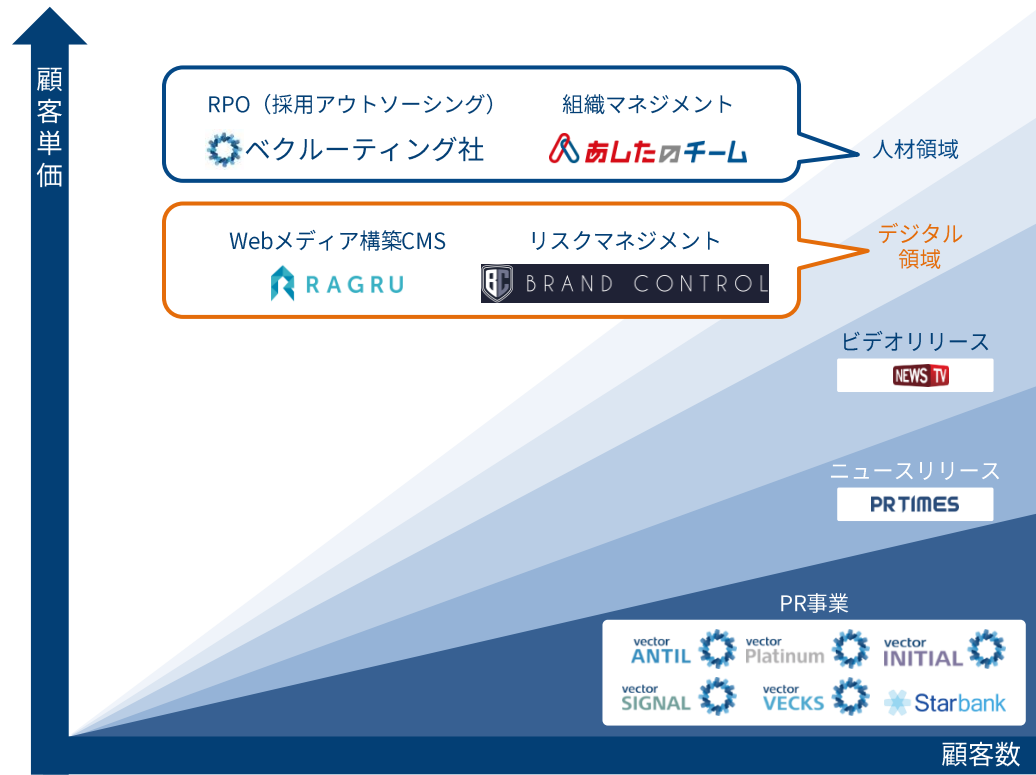 顧客単価
RPO（採用アウトソーシング）
ベクルーティング社
組織マネジメント
あしたのチーム
人材領域
Webメディア構築CMS
RAGRU
リスクマネジメント
BC BRAND CONTROL
デジタル
領域
ビデオリリース
NEWS TV
ニュースリリース
PR TIMES
PR事業
vector
ANTIL
vector
Platinum
vector
INITIAL
vector
SIGNAL
vector
VECKS
Starbank
顧客数